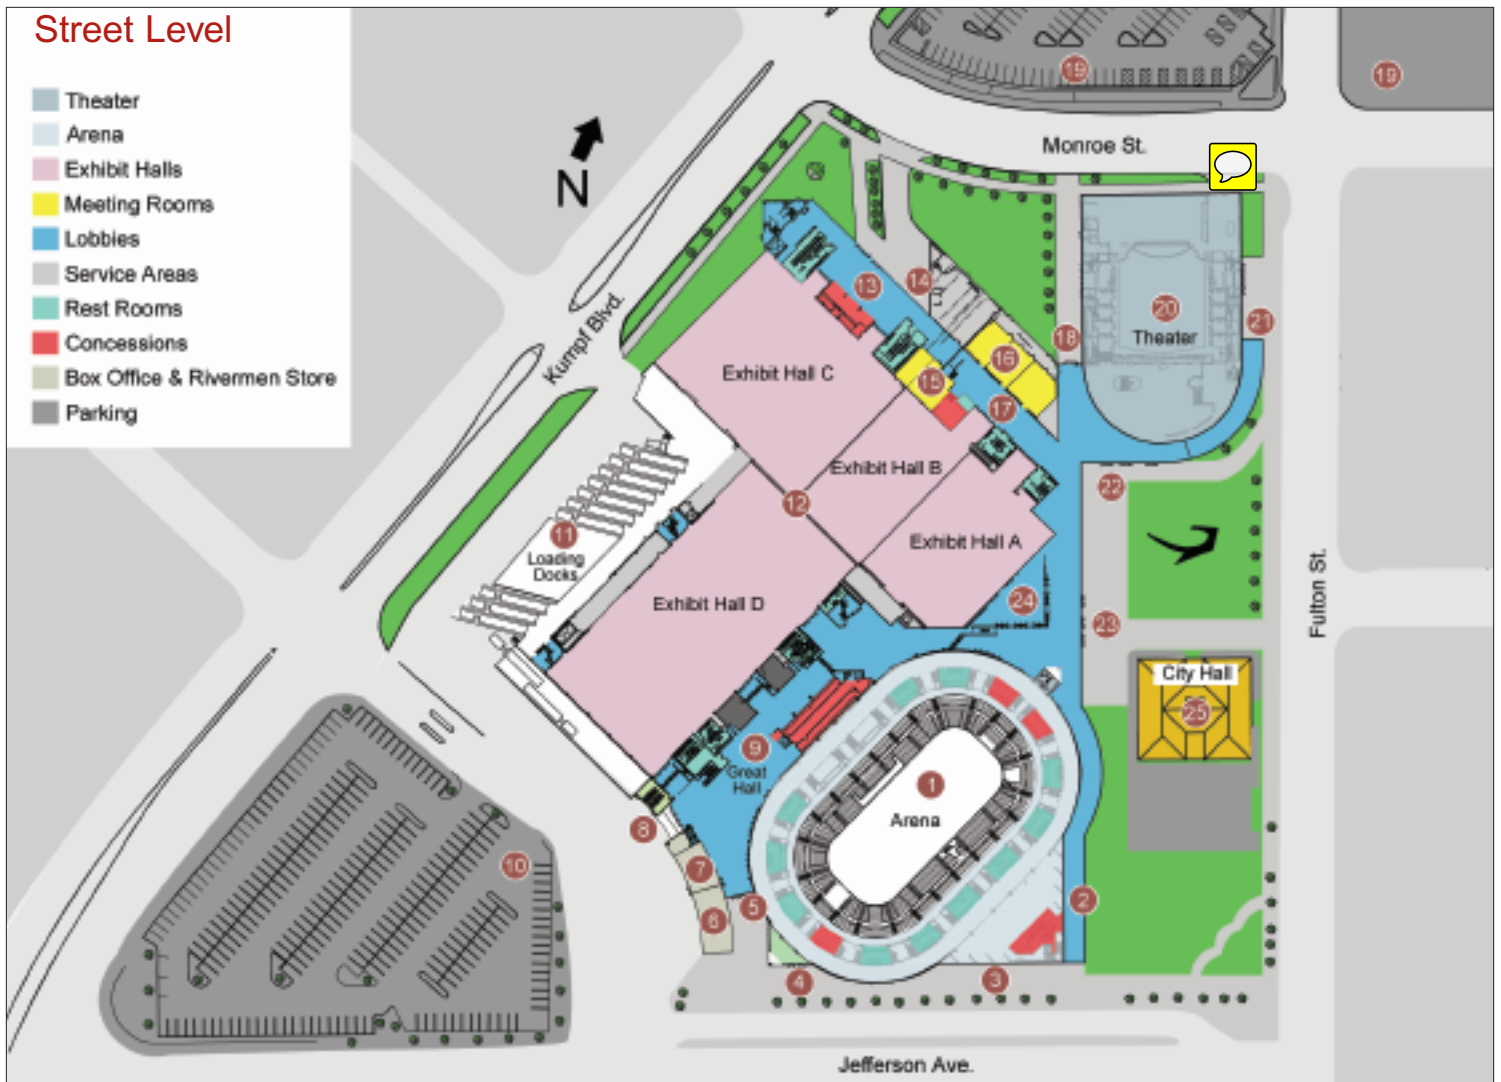 Street Level
Theater
Arena
Exhibit Halls
Meeting Rooms
Lobbies
Service Areas
Rest Rooms
Concessions
Box Office & Rivermen Store
Parking
N
19
19
Monroe St.
Kumpf Blvd.
13
14
20
Theater
21
18
16
15
17
Exhibit Hall C
Exhibit Hall B
12
22
11
Loading
Docks
Exhibit Hall A
Exhibit Hall D
24
23
Fulton St.
City Hall
25
9
Great
Hall
1
Arena
8
7
10
6
5
2
4
3
Jefferson Ave.